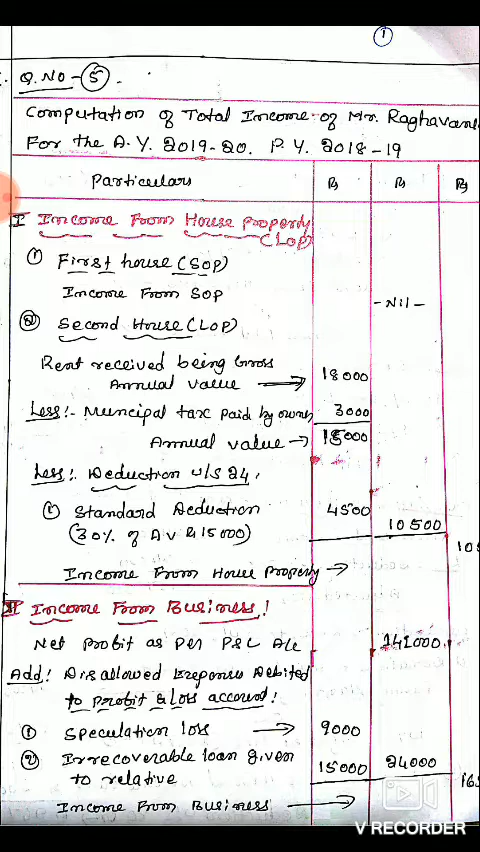 ①
Q.No - ⑤.
Computation of Total Income of Mr. Raghavan
For the A.Y. 2019-20. P.Y. 2018-19
Particulars Rs Rs Rs
I Income From House Property
(LOP)
① First house (SOP)
Income From SOP - Nil -
② Second House (LOP)
Rent received being Gross
Annual value → 18000
Less:- Muncipal tax paid by owner 3000
Annual value → 15000
Less:- Deduction u/s 24,
① Standard Deduction 4500
(30% of AV 15000) 10500
Income From House Property → 10
II Income From Business!
Net Profit as Per P&L A/c 141000
Add! Disallowed Expenses Debited
to profit & loss account!
① Speculation loss → 9000
② Irrecoverable loan given 15000 24000
to relative
Income From Business → 16
V RECORDER